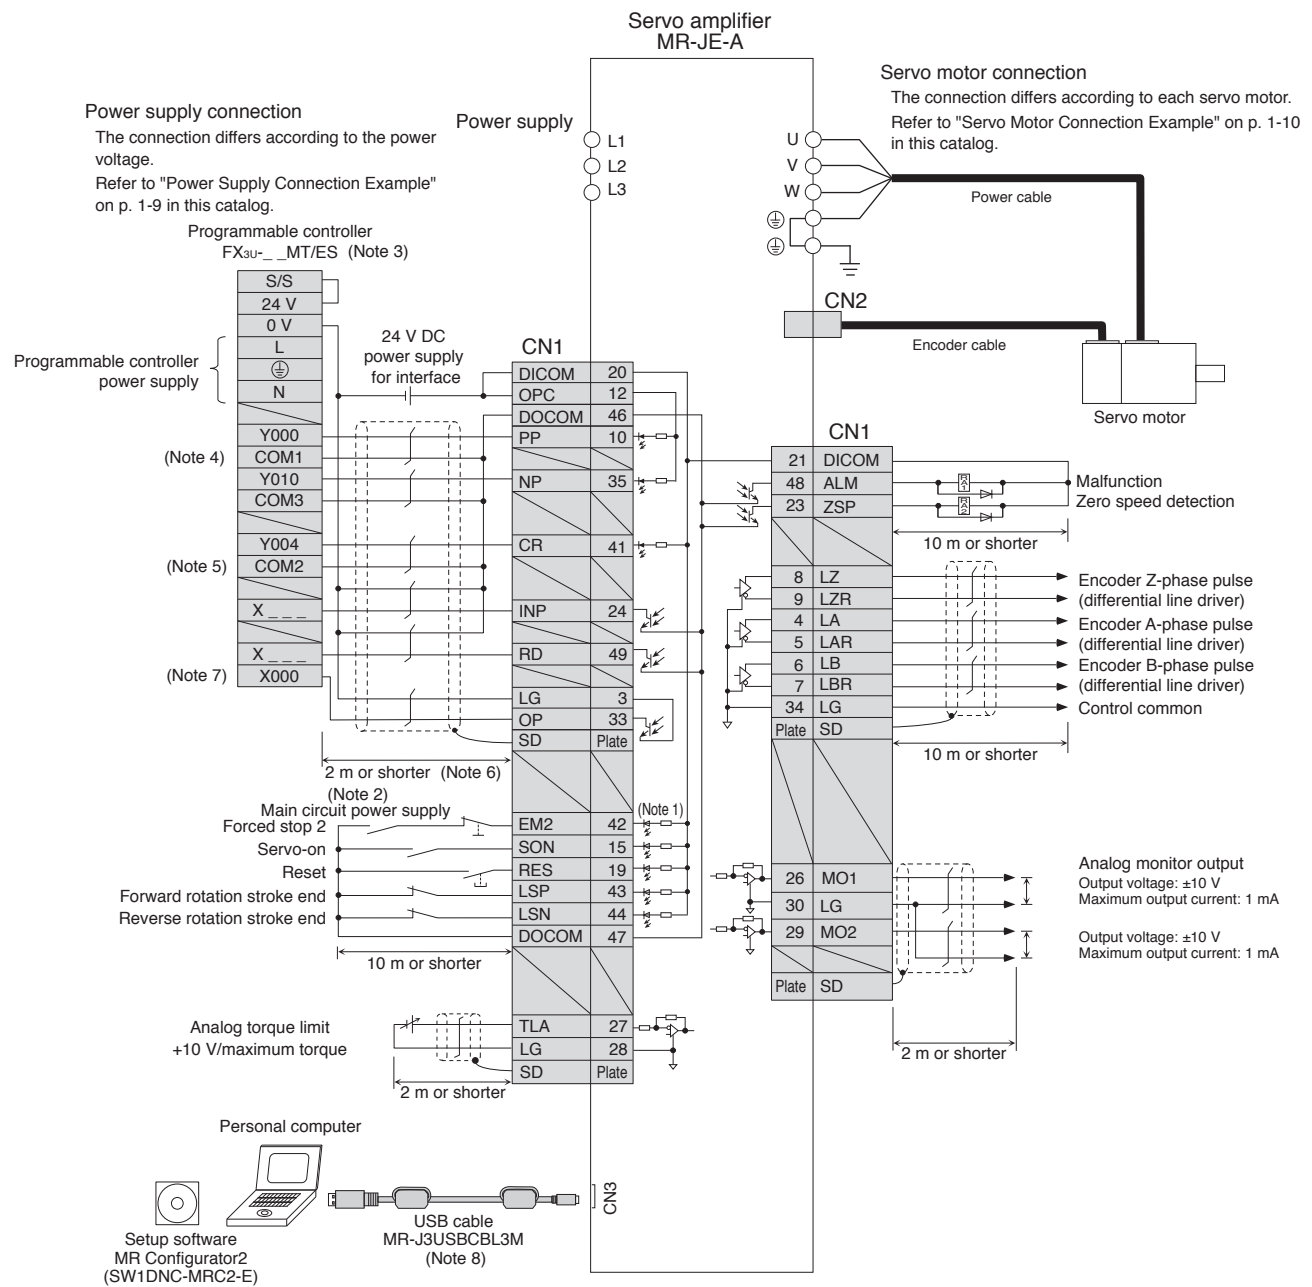 Servo amplifier
MR-JE-A
Servo motor connection
The connection differs according to each servo motor.
Refer to "Servo Motor Connection Example" on p. 1-10
in this catalog.
Power supply connection
The connection differs according to the power
voltage.
Refer to "Power Supply Connection Example"
on p. 1-9 in this catalog.
Power supply
L1
L2
L3
U
V
W
Power cable
CN2
Encoder cable
Servo motor
Programmable controller
FX3U-_ _MT/ES (Note 3)
S/S
24 V
0 V
L
N
Programmable controller
power supply
Y000
(Note 4) COM1
Y010
COM3
Y004
(Note 5) COM2
X _ _ _
X _ _ _
(Note 7) X000
24 V DC
power supply
for interface
CN1
DICOM 20
OPC 12
DOCOM 46
PP 10
NP 35
CR 41
INP 24
RD 49
LG 3
OP 33
SD Plate
2 m or shorter (Note 6)
(Note 2)
Main circuit power supply
(Note 1)
Forced stop 2 EM2 42
Servo-on SON 15
Reset RES 19
Forward rotation stroke end LSP 43
Reverse rotation stroke end LSN 44
DOCOM 47
10 m or shorter
Analog torque limit
+10 V/maximum torque
TLA 27
LG 28
SD Plate
2 m or shorter
CN1
21 DICOM
48 ALM RA1 Malfunction
23 ZSP RA2 Zero speed detection
10 m or shorter
8 LZ Encoder Z-phase pulse
9 LZR (differential line driver)
4 LA Encoder A-phase pulse
5 LAR (differential line driver)
6 LB Encoder B-phase pulse
7 LBR (differential line driver)
34 LG Control common
Plate SD
10 m or shorter
Analog monitor output
26 MO1 Output voltage: ±10 V
Maximum output current: 1 mA
30 LG
29 MO2 Output voltage: ±10 V
Maximum output current: 1 mA
Plate SD
2 m or shorter
Personal computer
CN3
USB cable
MR-J3USBCBL3M
(Note 8)
Setup software
MR Configurator2
(SW1DNC-MRC2-E)